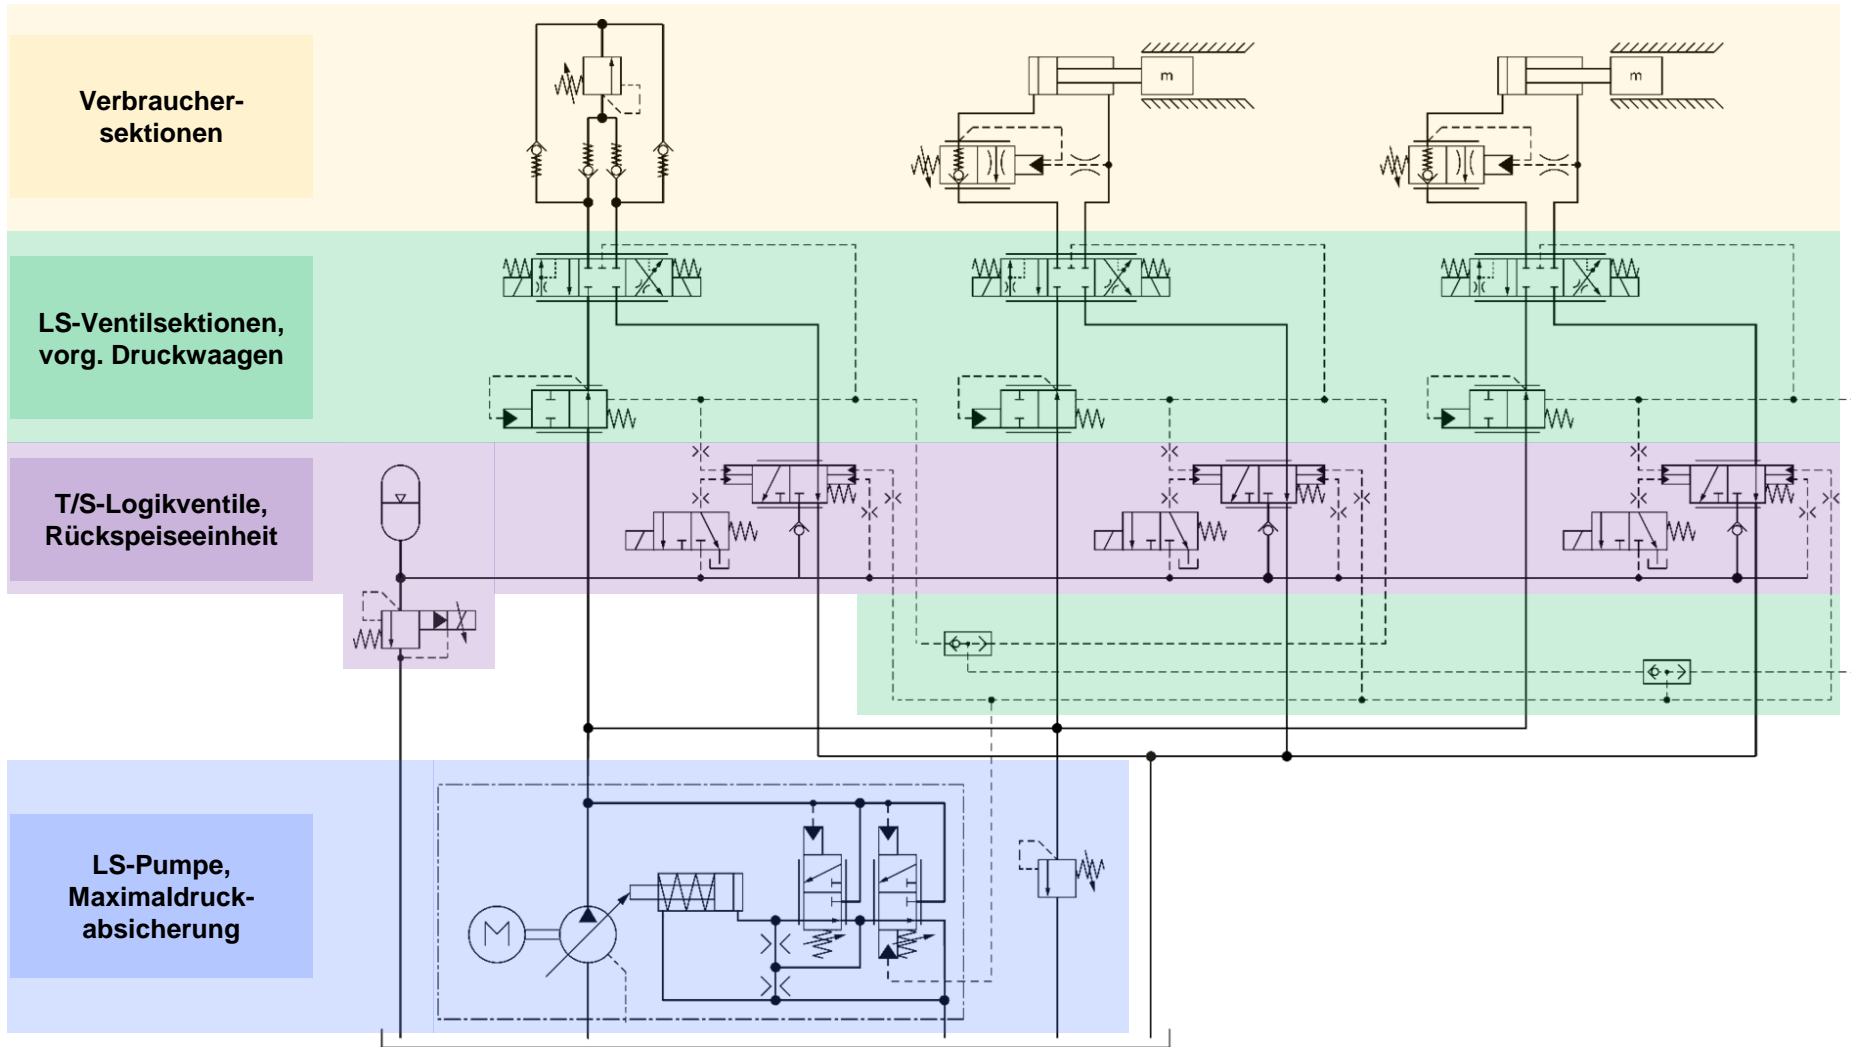 Verbraucher-
sektionen
m
m
LS-Ventilsektionen,
vorg. Druckwaagen
T/S-Logikventile,
Rückspeiseeinheit
LS-Pumpe,
Maximaldruck-
absicherung
M